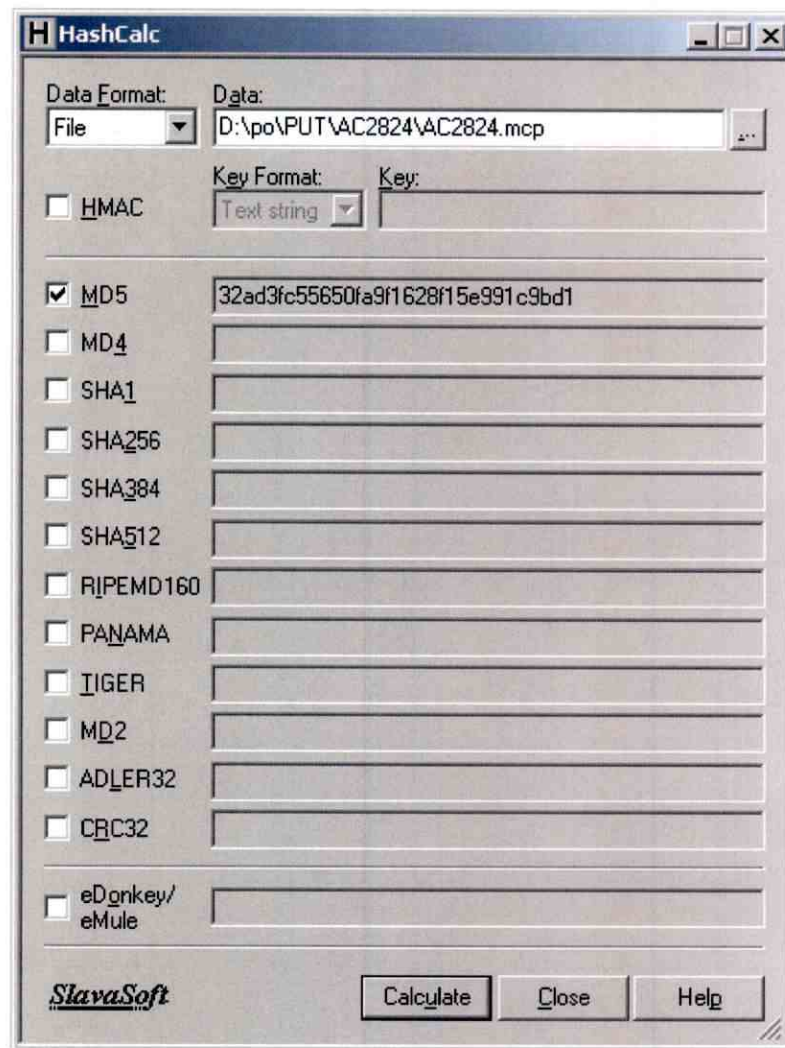 H HashCalc
Data Format: Data:
File D:\po\PUT\AC2824\AC2824.mcp ...
Key Format: Key:
HMAC Text string
MD5 32ad3fc55650fa9f1628f15e991c9bd1
MD4
SHA1
SHA256
SHA384
SHA512
RIPEMD160
PANAMA
TIGER
MD2
ADLER32
CRC32
eDonkey/
eMule
SlavaSoft Calculate Close Help